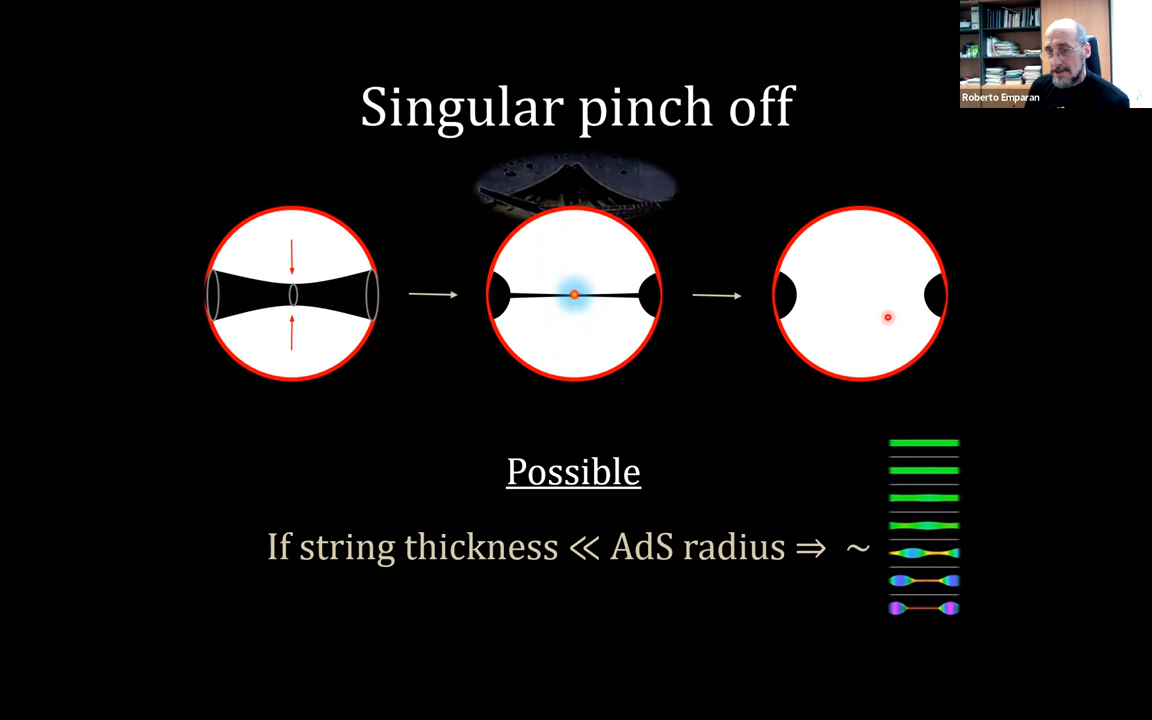 Roberto Emparan
Singular pinch off
Possible
If string thickness ≪ AdS radius ⇒ ~